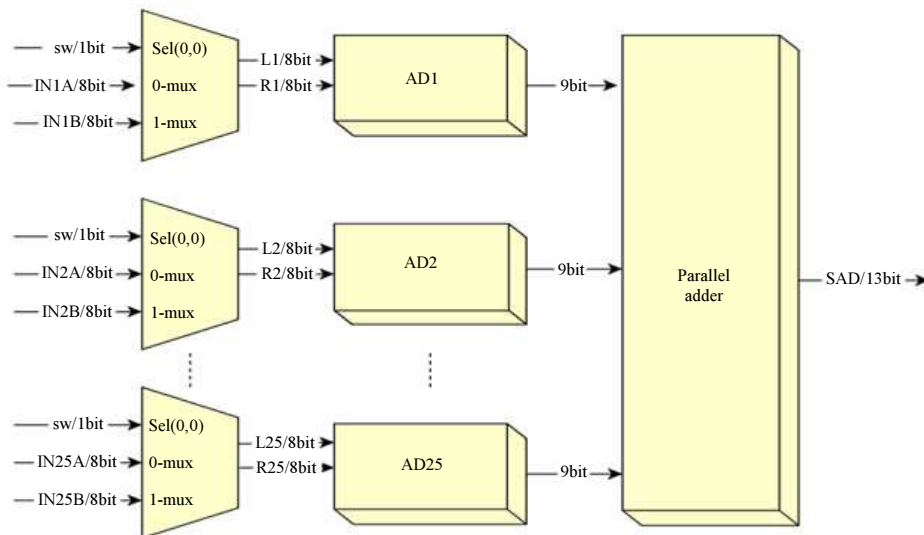 sw/1bit
IN1A/8bit
IN1B/8bit
Sel(0,0)
0-mux
1-mux
L1/8bit
R1/8bit
AD1
9bit
sw/1bit
IN2A/8bit
IN2B/8bit
Sel(0,0)
0-mux
1-mux
L2/8bit
R2/8bit
AD2
9bit
Parallel
adder
SAD/13bit
sw/1bit
IN25A/8bit
IN25B/8bit
Sel(0,0)
0-mux
1-mux
L25/8bit
R25/8bit
AD25
9bit